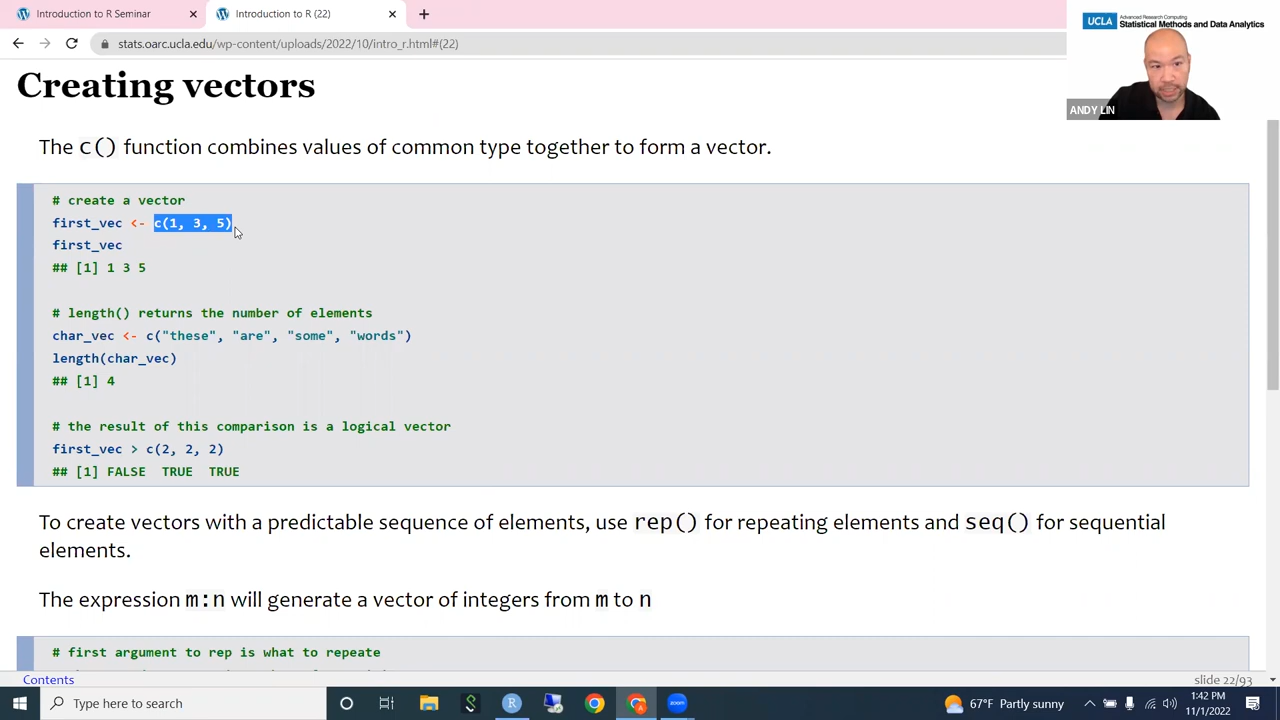 Introduction to R Seminar
Introduction to R (22)
stats.oarc.ucla.edu/wp-content/uploads/2022/10/intro_r.html#(22)
UCLA Advanced Research Computing
Statistical Methods and Data Analytics
ANDY LIN
Creating vectors
The c() function combines values of common type together to form a vector.
# create a vector
first_vec <- c(1, 3, 5)
first_vec
## [1] 1 3 5
# length() returns the number of elements
char_vec <- c("these", "are", "some", "words")
length(char_vec)
## [1] 4
# the result of this comparison is a logical vector
first_vec > c(2, 2, 2)
## [1] FALSE TRUE TRUE
To create vectors with a predictable sequence of elements, use rep() for repeating elements and seq() for sequential
elements.
The expression m:n will generate a vector of integers from m to n
# first argument to rep is what to repeat
Contents
slide 22/93
Type here to search
zoom
67°F Partly sunny
1:42 PM
11/1/2022